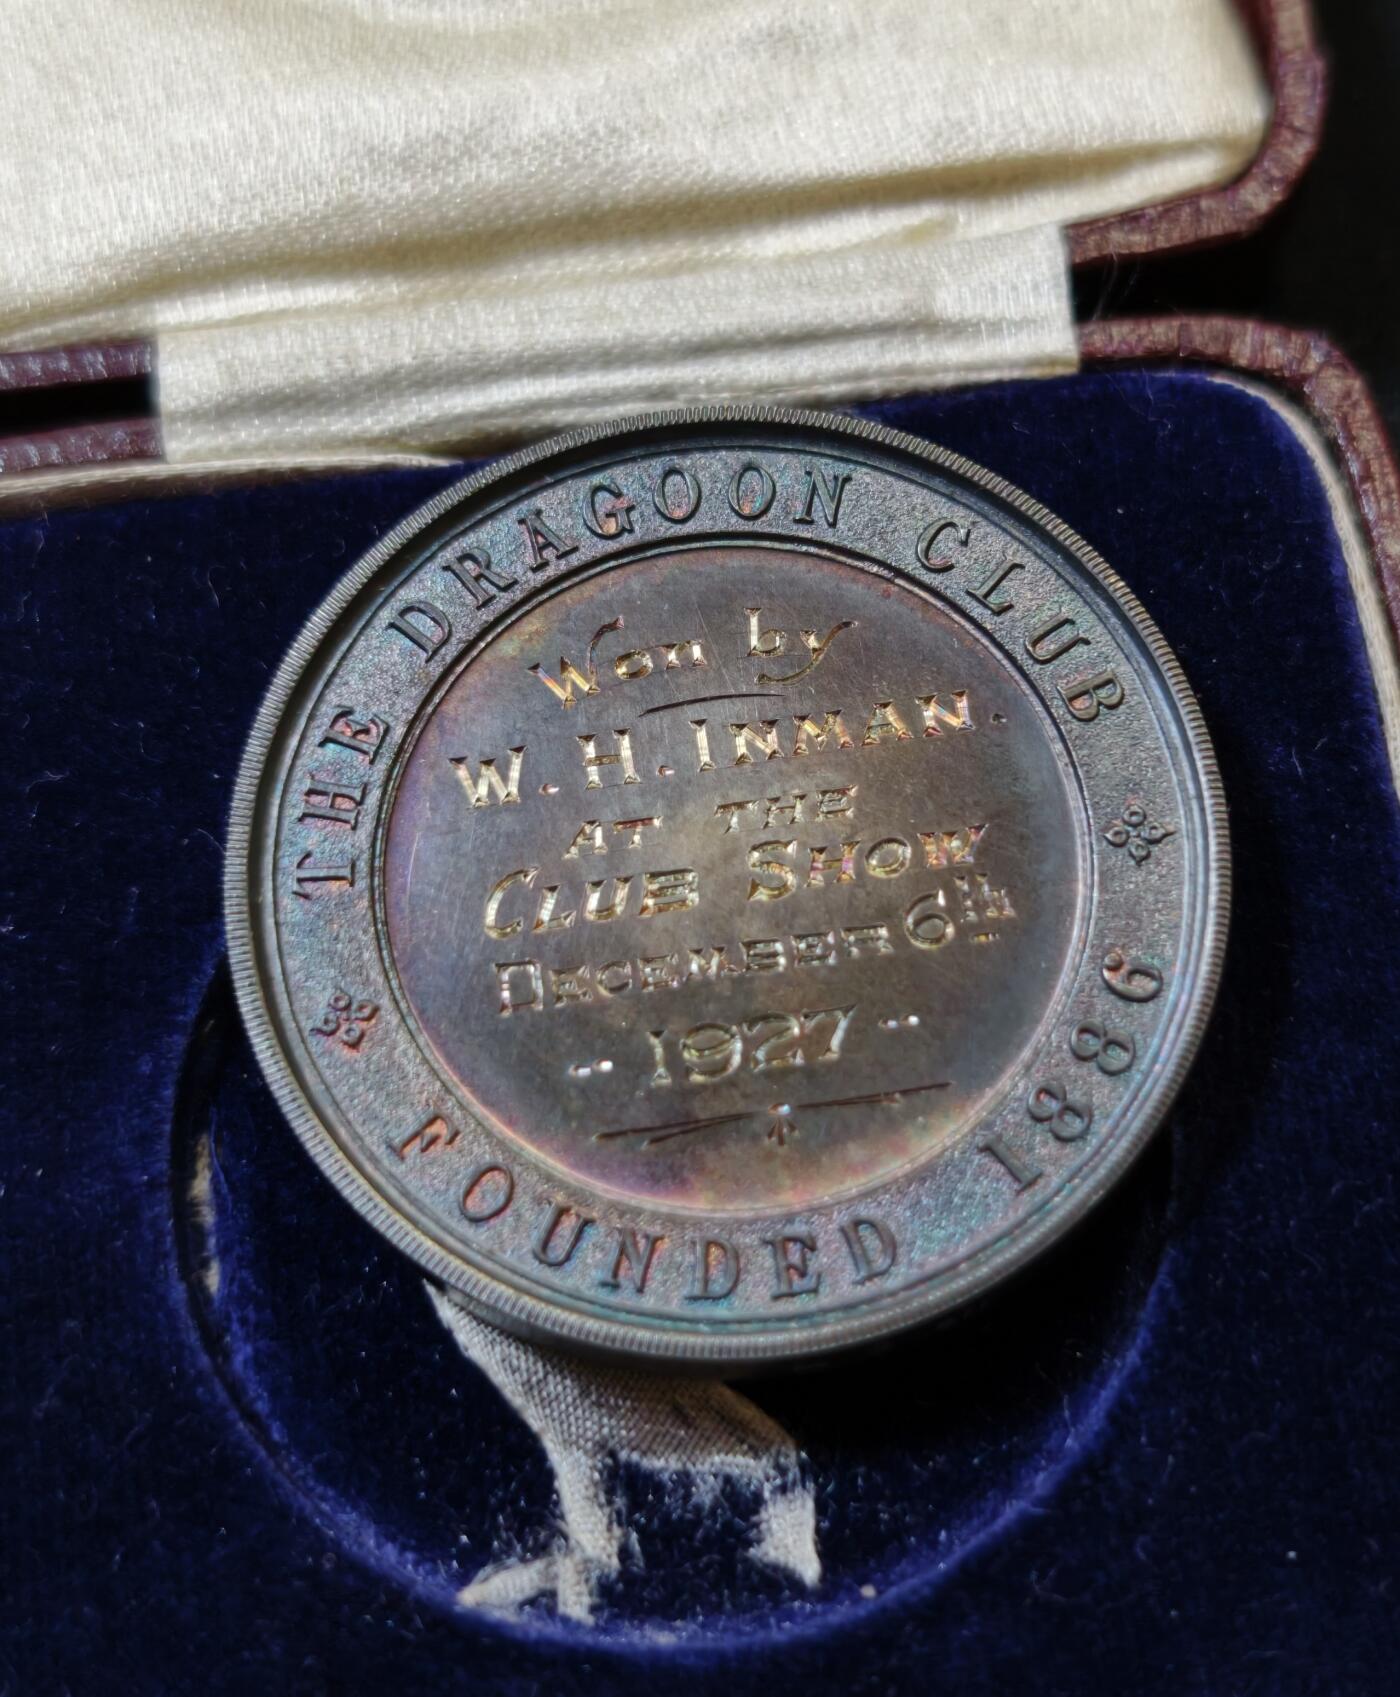 THE DRAGOON CLUB
Won by
W. H. INMAN.
AT THE
CLUB SHOW
DECEMBER 6th
-- 1927 --
FOUNDED 1886